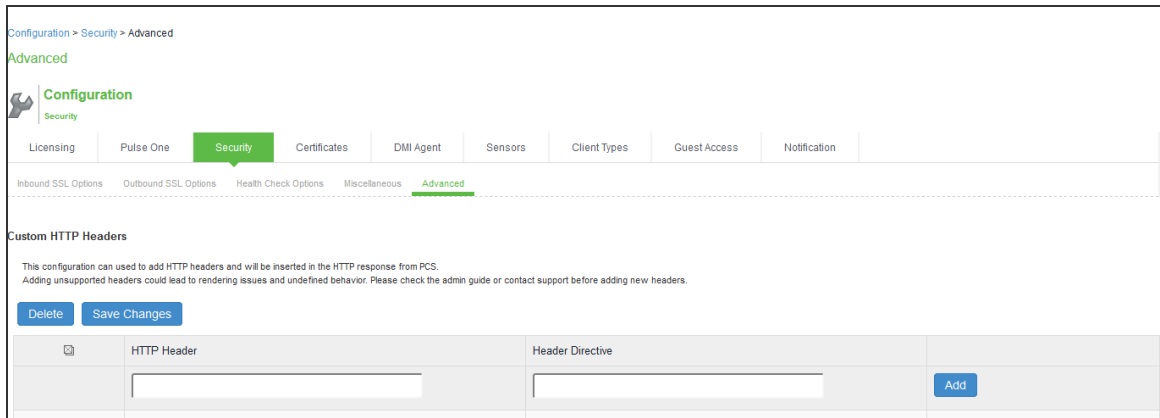 Configuration > Security > Advanced
Advanced
Configuration
Security
Licensing Pulse One Security Certificates DMI Agent Sensors Client Types Guest Access Notification
Inbound SSL Options Outbound SSL Options Health Check Options Miscellaneous Advanced
Custom HTTP Headers
This configuration can used to add HTTP headers and will be inserted in the HTTP response from PCS.
Adding unsupported headers could lead to rendering issues and undefined behavior. Please check the admin guide or contact support before adding new headers.
Delete Save Changes
HTTP Header Header Directive
Add